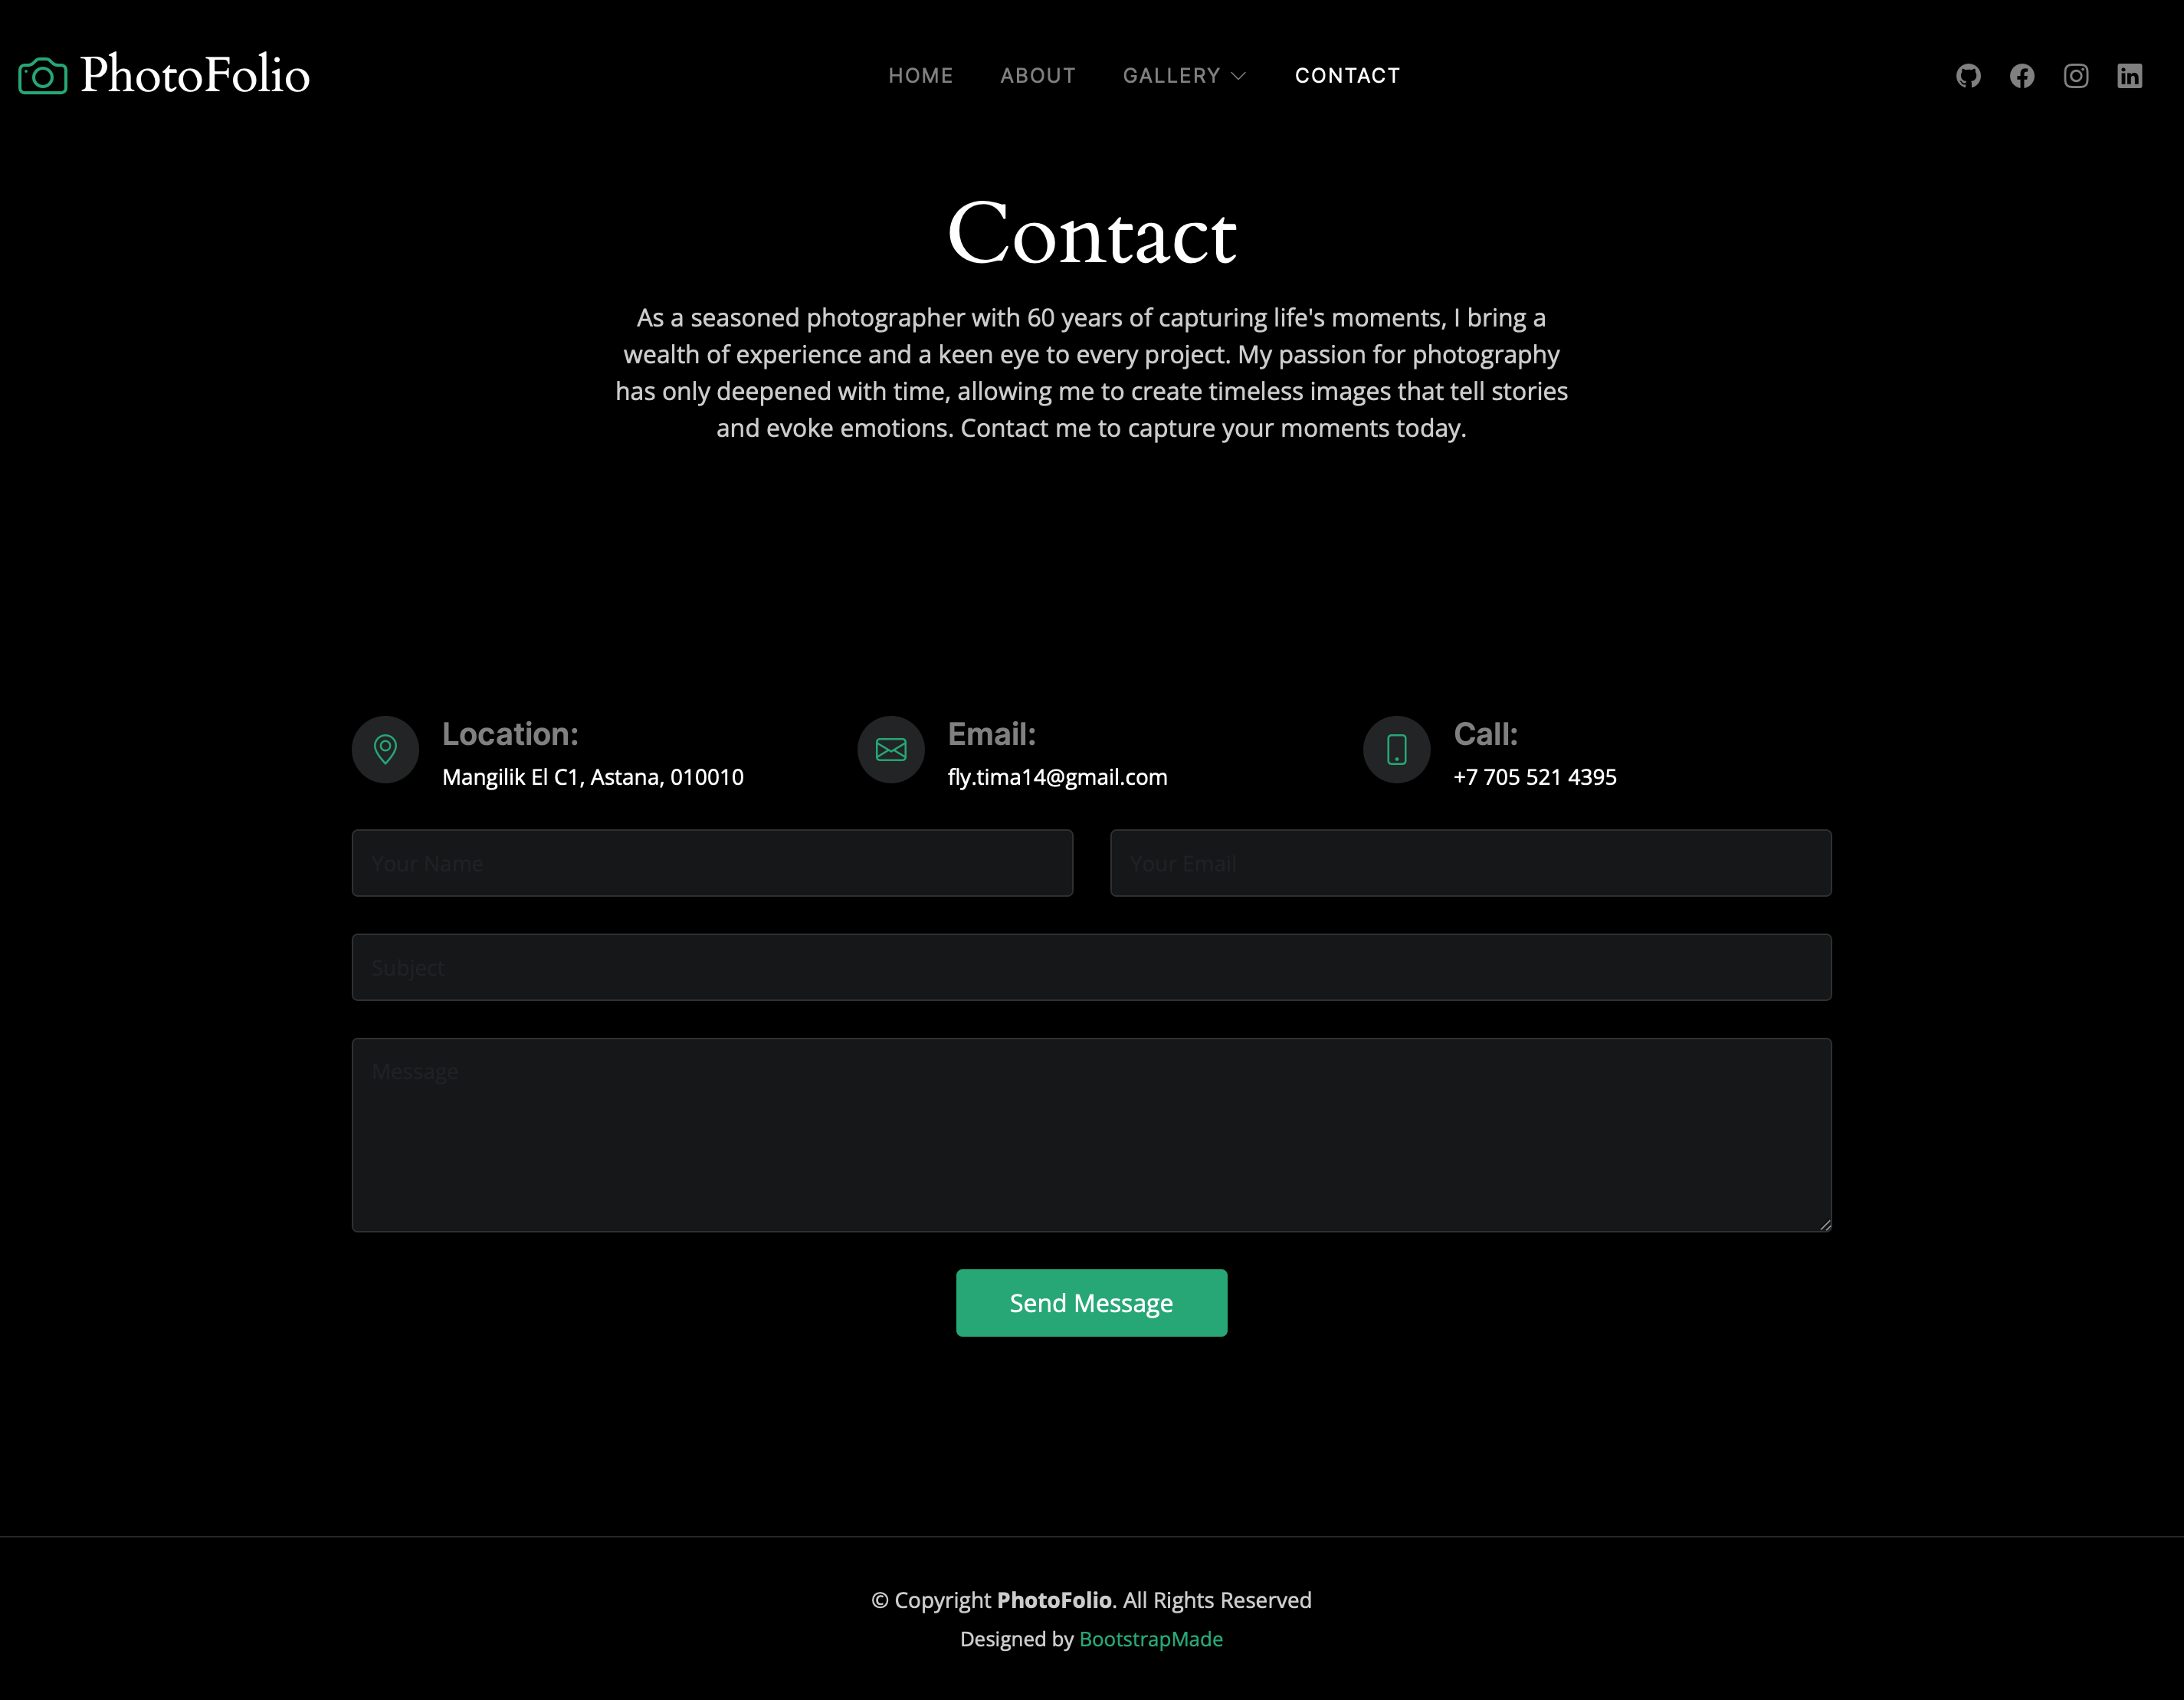 PhotoFolio
HOME ABOUT GALLERY CONTACT
Contact
As a seasoned photographer with 60 years of capturing life's moments, I bring a
wealth of experience and a keen eye to every project. My passion for photography
has only deepened with time, allowing me to create timeless images that tell stories
and evoke emotions. Contact me to capture your moments today.
Location:
Mangilik El C1, Astana, 010010
Email:
fly.tima14@gmail.com
Call:
+7 705 521 4395
Your Name
Your Email
Subject
Message
Send Message
© Copyright PhotoFolio. All Rights Reserved
Designed by BootstrapMade